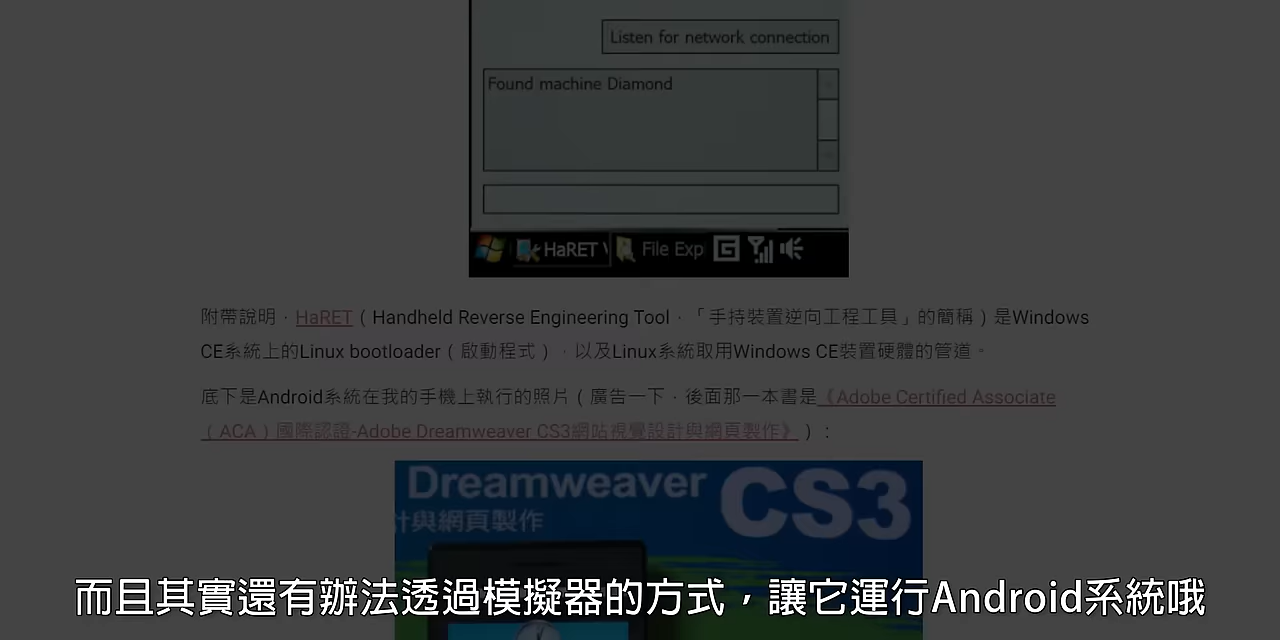 Listen for network connection
Found machine Diamond
HaRET
File Exp
附帶說明，HaRET（Handheld Reverse Engineering Tool，「手持裝置逆向工程工具」的簡稱）是Windows
CE系統上的Linux bootloader（啟動程式），以及Linux系統取用Windows CE裝置硬體的管道。
底下是Android系統在我的手機上執行的照片（廣告一下，後面那一本書是《Adobe Certified Associate
（ACA）國際認證-Adobe Dreamweaver CS3網站視覺設計與網頁製作》）：
Dreamweaver CS3
計與網頁製作
而且其實還有辦法透過模擬器的方式，讓它運行Android系統哦